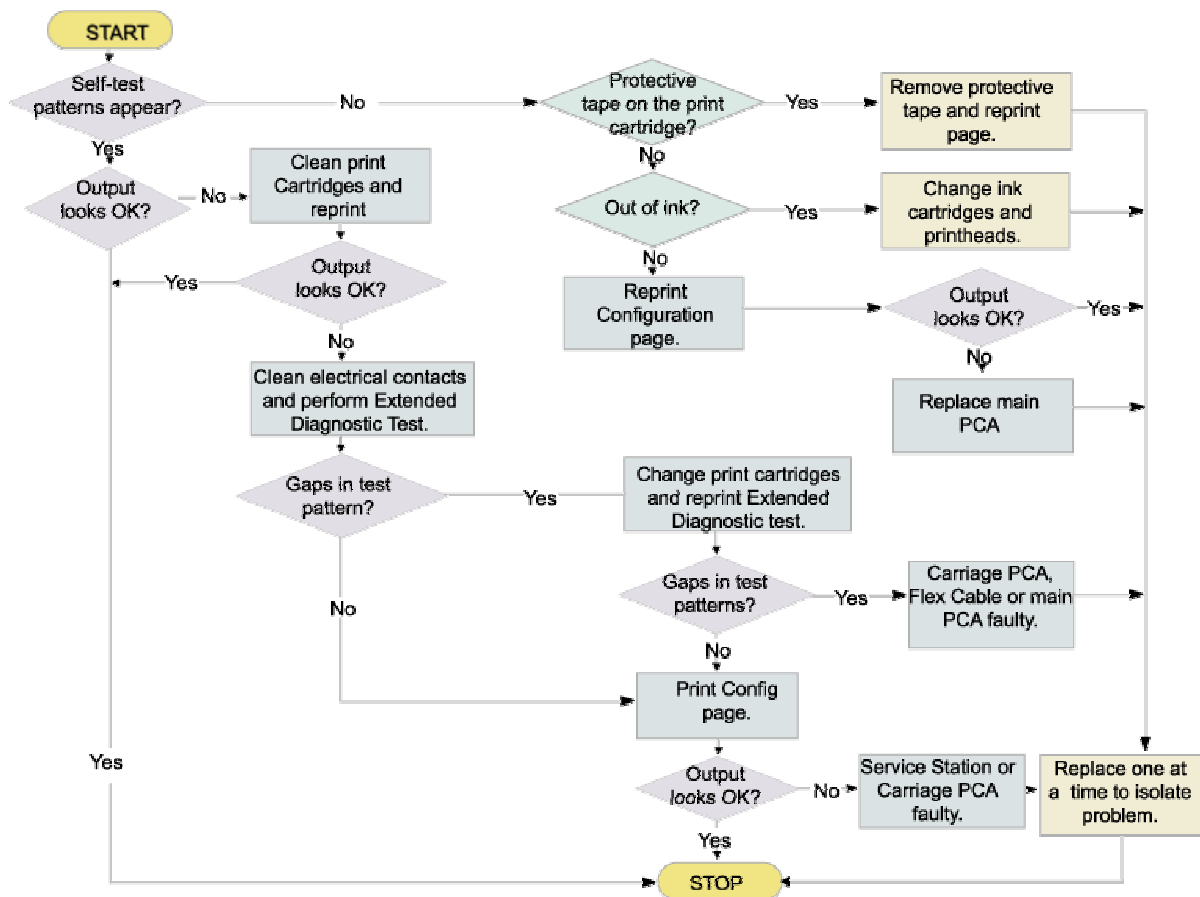 START
Self-test
patterns appear?
No
Protective
tape on the print
cartridge?
Yes
Remove protective
tape and reprint
page.
Yes
No
Output
looks OK?
No
Clean print
Cartridges and
reprint
Out of ink?
Yes
Change ink
cartridges and
printheads.
No
Yes
Output
looks OK?
Reprint
Configuration
page.
Output
looks OK?
Yes
No
No
Clean electrical contacts
and perform Extended
Diagnostic Test.
Replace main
PCA
Gaps in test
pattern?
Yes
Change print cartridges
and reprint Extended
Diagnostic test.
No
Gaps in test
patterns?
Yes
Carriage PCA,
Flex Cable or main
PCA faulty.
No
Print Config
page.
Yes
Output
looks OK?
No
Service Station or
Carriage PCA
faulty.
Replace one at
a time to isolate
problem.
Yes
STOP